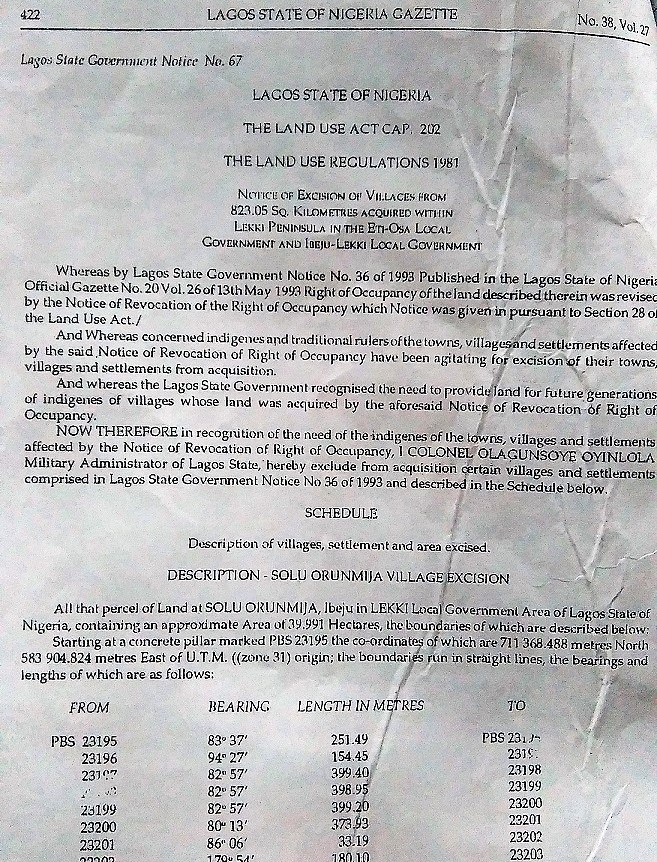 422 LAGOS STATE OF NIGERIA GAZETTE No. 38, Vol. 27
Lagos State Government Notice No. 67
LAGOS STATE OF NIGERIA
THE LAND USE ACT CAP. 202
THE LAND USE REGULATIONS 1981
NOTICE OF EXCISION OF VILLAGES FROM
823.05 SQ. KILOMETRES ACQUIRED WITHIN
LEKKI PENINSULA IN THE ETI-OSA LOCAL
GOVERNMENT AND IBEJU-LEKKI LOCAL GOVERNMENT
Whereas by Lagos State Government Notice No. 36 of 1993 Published in the Lagos State of Nigeria
Official Gazette No. 20 Vol. 26 of 13th May 1993 Right of Occupancy of the land described therein was revised
by the Notice of Revocation of the Right of Occupancy which Notice was given in pursuant to Section 28 of
the Land Use Act./
And Whereas concerned indigenes and traditional rulers of the towns, villages and settlements affected
by the said Notice of Revocation of Right of Occupancy have been agitating for excision of their towns,
villages and settlements from acquisition.
And whereas the Lagos State Government recognised the need to provide land for future generations
of indigenes of villages whose land was acquired by the aforesaid Notice of Revocation of Right of
Occupancy.
NOW THEREFORE in recognition of the need of the indigenes of the towns, villages and settlements
affected by the Notice of Revocation of Right of Occupancy, I COLONEL OLAGUNSOYE OYINLOLA
Military Administrator of Lagos State, hereby exclude from acquisition certain villages and settlements
comprised in Lagos State Government Notice No 36 of 1993 and described in the Schedule below.
SCHEDULE
Description of villages, settlement and area excised.
DESCRIPTION - SOLU ORUNMIJA VILLAGE EXCISION
All that percel of Land at SOLU ORUNMIJA, Ibeju in LEKKI Local Government Area of Lagos State of
Nigeria, containing an approximate Area of 39.991 Hectares, the boundaries of which are described below:
Starting at a concrete pillar marked PBS 23195 the co-ordinates of which are 711 368.488 metres North
583 904.824 metres East of U.T.M. ((zone 31) origin; the boundaries run in straight lines, the bearings and
lengths of which are as follows:
FROM BEARING LENGTH IN METRES TO
PBS 23195 83° 37' 251.49 PBS
23196 94° 27' 154.45
82° 57' 399.40 23198
82° 57' 398.95 23199
23199 82° 57' 399.20 23200
23200 80° 13' 373.93 23201
23201 86° 06' 33.19 23202
179° 54' 180.10 23203